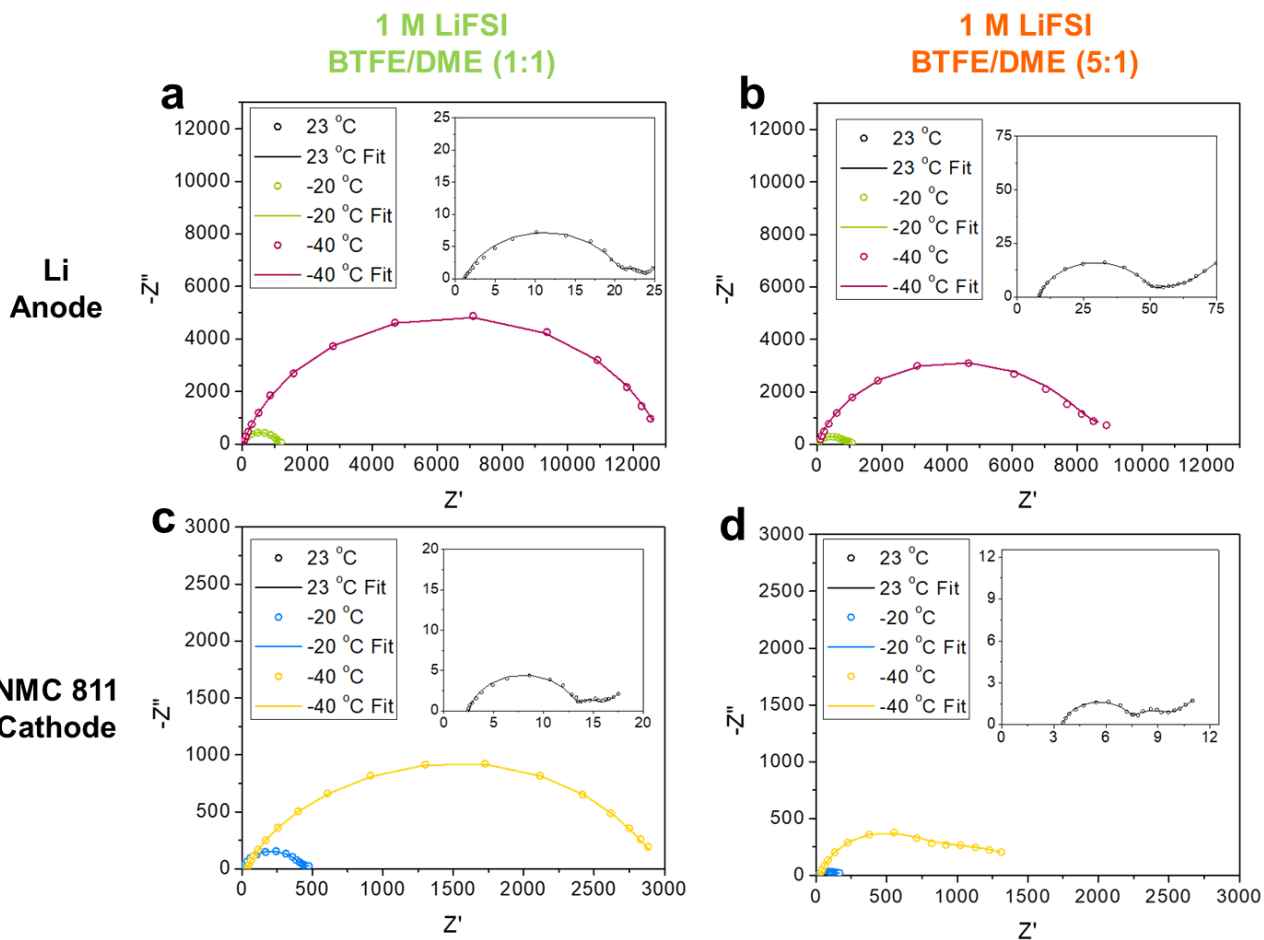 1 M LiFSI
BTFE/DME (1:1)
1 M LiFSI
BTFE/DME (5:1)
Li
Anode
a
12000
10000
8000
6000
4000
2000
0
-Z"
23 °C
23 °C Fit
-20 °C
-20 °C Fit
-40 °C
-40 °C Fit
25
20
15
10
5
0
0 5 10 15 20 25
0 2000 4000 6000 8000 10000 12000
Z'
b
12000
10000
8000
6000
4000
2000
0
-Z"
23 °C
23 °C Fit
-20 °C
-20 °C Fit
-40 °C
-40 °C Fit
75
50
25
0
0 25 50 75
0 2000 4000 6000 8000 10000 12000
Z'
NMC 811
Cathode
c
3000
2500
2000
1500
1000
500
0
-Z"
23 °C
23 °C Fit
-20 °C
-20 °C Fit
-40 °C
-40 °C Fit
20
15
10
5
0
0 5 10 15 20
0 500 1000 1500 2000 2500 3000
Z'
d
3000
2500
2000
1500
1000
500
0
-Z"
23 °C
23 °C Fit
-20 °C
-20 °C Fit
-40 °C
-40 °C Fit
12
9
6
3
0
0 3 6 9 12
0 500 1000 1500 2000 2500 3000
Z'